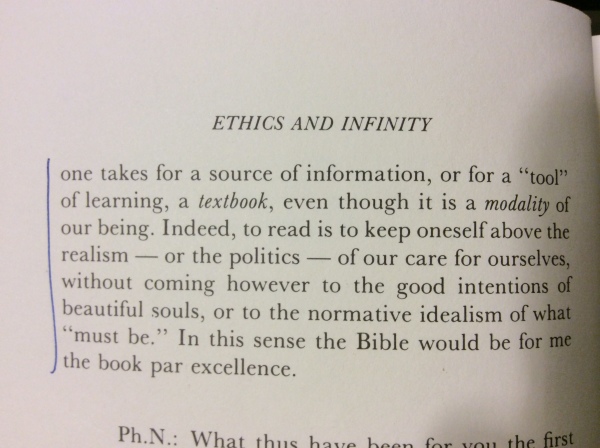 ETHICS AND INFINITY
one takes for a source of information, or for a “tool”
of learning, a textbook, even though it is a modality of
our being. Indeed, to read is to keep oneself above the
realism — or the politics — of our care for ourselves,
without coming however to the good intentions of
beautiful souls, or to the normative idealism of what
“must be.” In this sense the Bible would be for me
the book par excellence.
Ph.N.: What thus have been for you the first